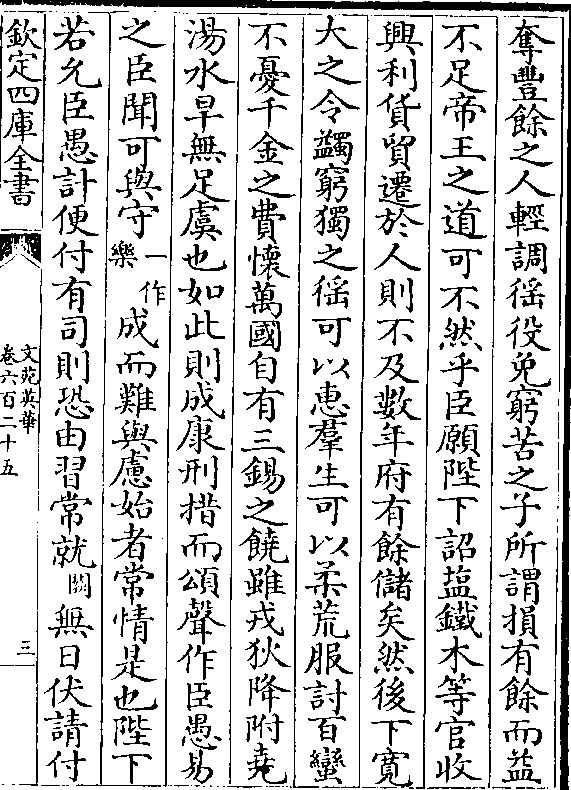 奪豐餘之人輕調徭役免窮苦之子所謂損有餘而益
不足帝王之道可不然乎臣願陛下詔盐鐵木等官收
興利貨貿遷於人則不及數年府有餘儲矣然後下寛
大之令蠲窮獨之徭可以惠羣生可以柔荒服討百蠻
不憂千金之費懷萬國自有三錫之饒雖戎狄降附堯
湯水旱無足虞也如此則成康刑措而頌聲作臣愚易
之臣聞可與守一作樂成而難與慮始者常情是也陛下
若允臣愚計便付有司則恐由習常就闕無日伏請付
欽定四庫全書
文苑英華
卷六百二十五
三